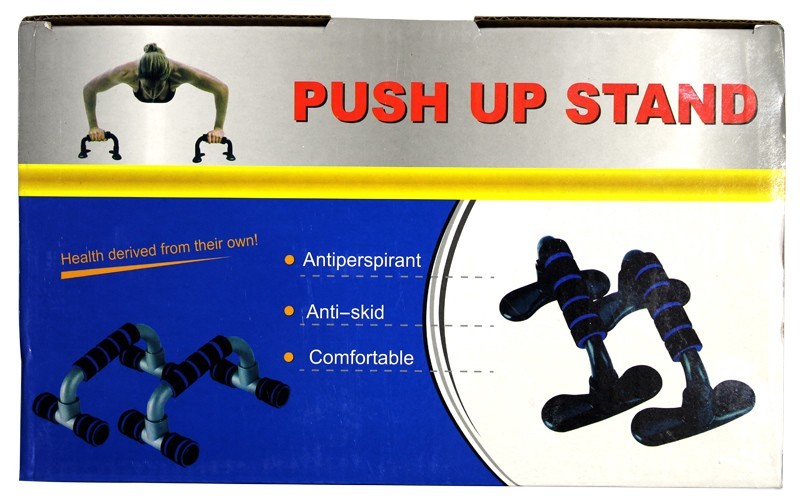 PUSH UP STAND
Health derived from their own!
Antiperspirant
Anti–skid
Comfortable